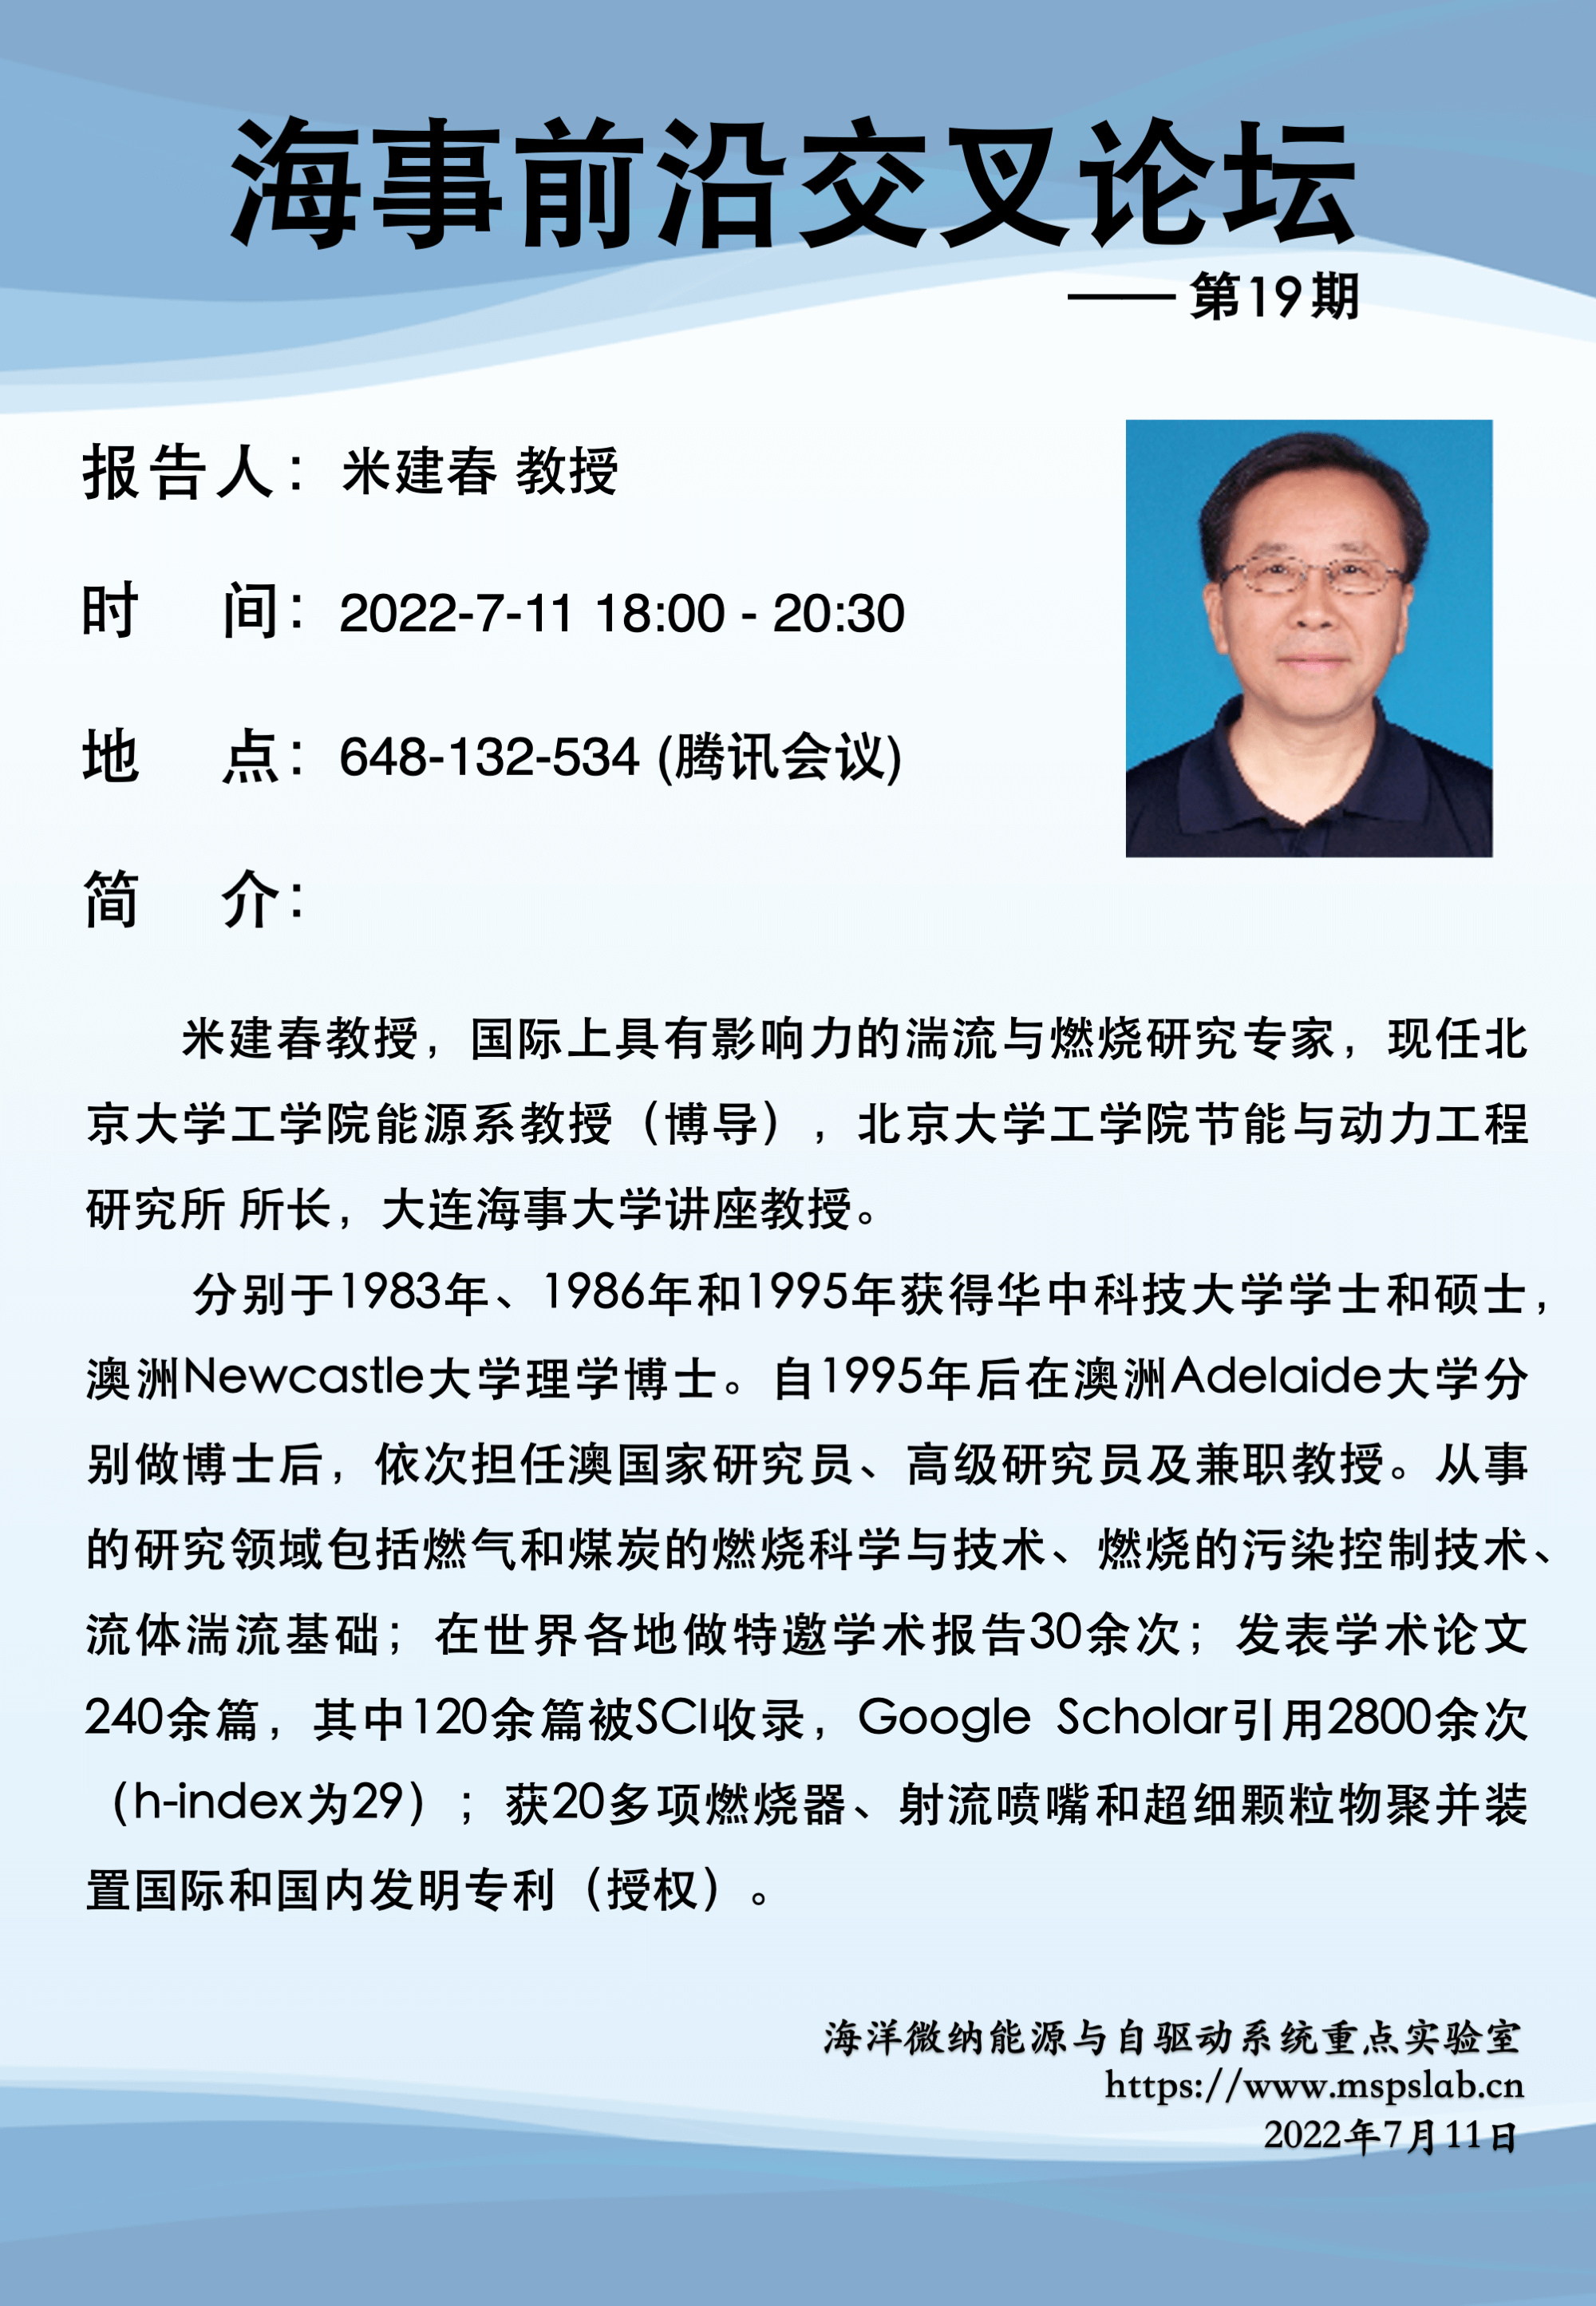 海事前沿交叉论坛
—— 第19期
报告人：米建春 教授
时 间：2022-7-11 18:00 - 20:30
地 点：648-132-534 (腾讯会议)
简 介：
米建春教授，国际上具有影响力的湍流与燃烧研究专家，现任北
京大学工学院能源系教授（博导），北京大学工学院节能与动力工程
研究所 所长，大连海事大学讲座教授。
分别于1983年、1986年和1995年获得华中科技大学学士和硕士，
澳洲Newcastle大学理学博士。自1995年后在澳洲Adelaide大学分
别做博士后，依次担任澳国家研究员、高级研究员及兼职教授。从事
的研究领域包括燃气和煤炭的燃烧科学与技术、燃烧的污染控制技术、
流体湍流基础；在世界各地做特邀学术报告30余次；发表学术论文
240余篇，其中120余篇被SCI收录，Google Scholar引用2800余次
（h-index为29）；获20多项燃烧器、射流喷嘴和超细颗粒物聚并装
置国际和国内发明专利（授权）。
海洋微纳能源与自驱动系统重点实验室
https://www.mspslab.cn
2022年7月11日